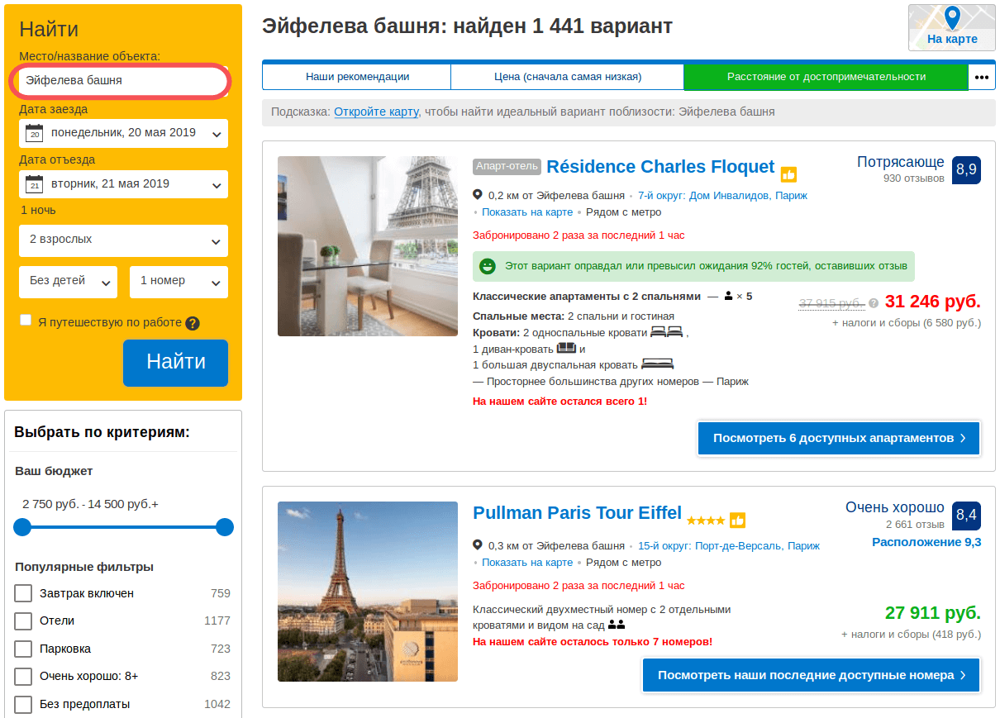 Найти
Место/название объекта:
Эйфелева башня
Дата заезда
20 понедельник, 20 мая 2019
Дата отъезда
21 вторник, 21 мая 2019
1 ночь
2 взрослых
Без детей 1 номер
Я путешествую по работе ?
Найти
Выбрать по критериям:
Ваш бюджет
2 750 руб. - 14 500 руб.+
Популярные фильтры
Завтрак включен 759
Отели 1177
Парковка 723
Очень хорошо: 8+ 823
Без предоплаты 1042
Эйфелева башня: найден 1 441 вариант
На карте
Наши рекомендации Цена (сначала самая низкая) Расстояние от достопримечательности •••
Подсказка: Откройте карту, чтобы найти идеальный вариант поблизости: Эйфелева башня
Апарт-отель Résidence Charles Floquet
Потрясающе 8,9
930 отзывов
0,2 км от Эйфелева башня • 7-й округ: Дом Инвалидов, Париж
• Показать на карте • Рядом с метро
Забронировано 2 раза за последний 1 час
Этот вариант оправдал или превысил ожидания 92% гостей, оставивших отзыв
Классические апартаменты с 2 спальнями — × 5
37 915 руб. ? 31 246 руб.
+ налоги и сборы (6 580 руб.)
Спальные места: 2 спальни и гостиная
Кровати: 2 односпальные кровати ,
1 диван-кровать и
1 большая двуспальная кровать
— Просторнее большинства других номеров — Париж
На нашем сайте остался всего 1!
Посмотреть 6 доступных апартаментов
Pullman Paris Tour Eiffel
Очень хорошо 8,4
2 661 отзыв
Расположение 9,3
0,3 км от Эйфелева башня • 15-й округ: Порт-де-Версаль, Париж
• Показать на карте • Рядом с метро
Забронировано 2 раза за последний 1 час
Классический двухместный номер с 2 отдельными
кроватями и видом на сад
27 911 руб.
+ налоги и сборы (418 руб.)
На нашем сайте осталось только 7 номеров!
Посмотреть наши последние доступные номера